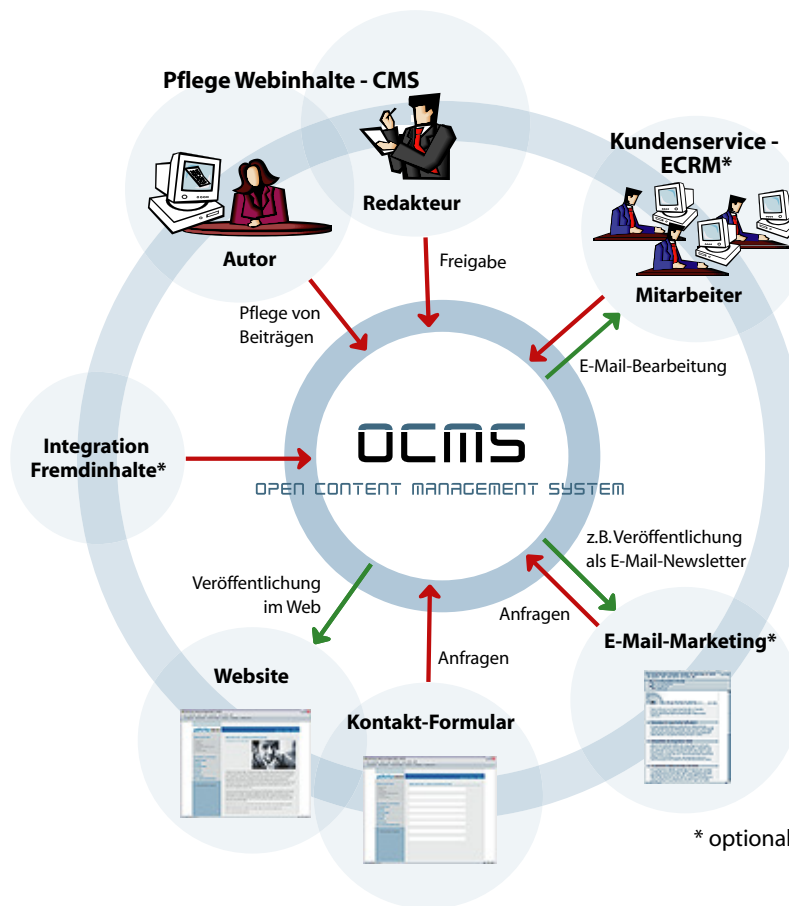 Pflege Webinhalte - CMS
Redakteur
Autor
Kundenservice -
ECRM*
Mitarbeiter
Freigabe
Pflege von
Beiträgen
E-Mail-Bearbeitung
Integration
Fremdinhalte*
OCMS
OPEN CONTENT MANAGEMENT SYSTEM
z.B. Veröffentlichung
als E-Mail-Newsletter
Veröffentlichung
im Web
Anfragen
Anfragen
E-Mail-Marketing*
Website
Kontakt-Formular
* optional